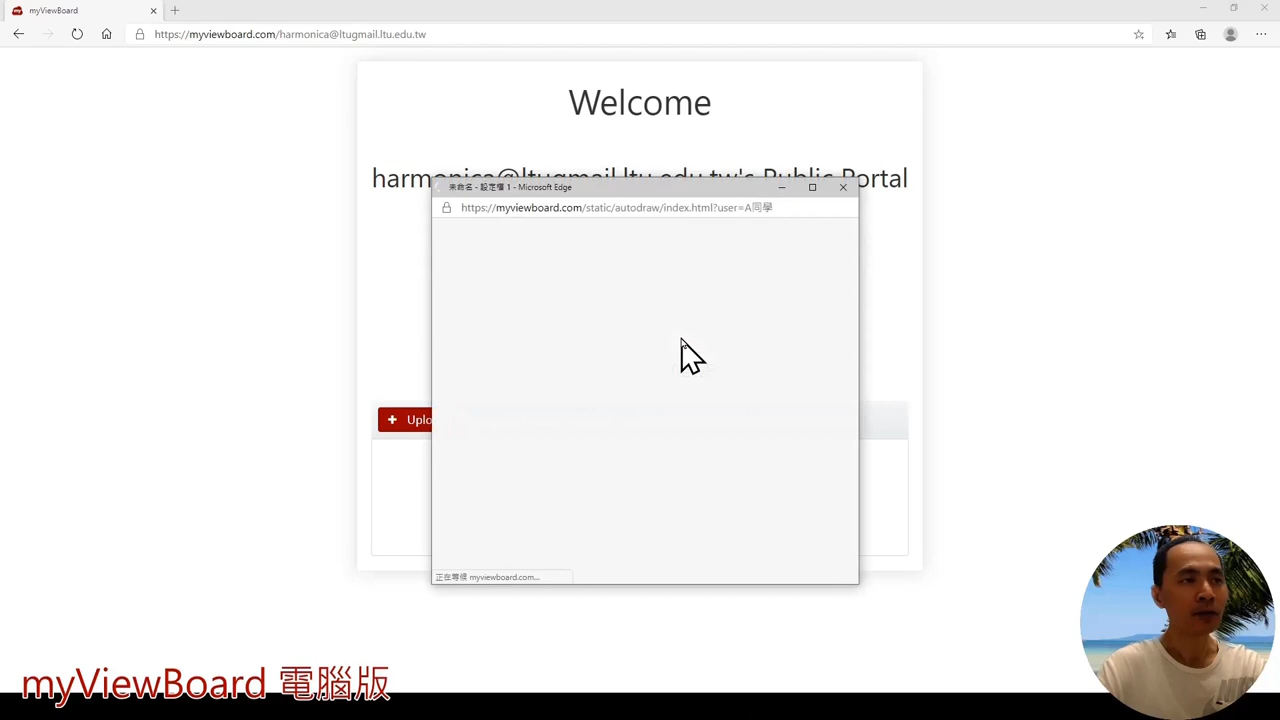 myViewBoard
https://myviewboard.com/harmonica@ltugmail.ltu.edu.tw
Welcome
harmonica@ltugmail.ltu.edu.tw's Public Portal
未命名 - 設定檔 1 - Microsoft Edge
https://myviewboard.com/static/autodraw/index.html?user=A同學
Uplo
正在等候 myviewboard.com...
myViewBoard 電腦版